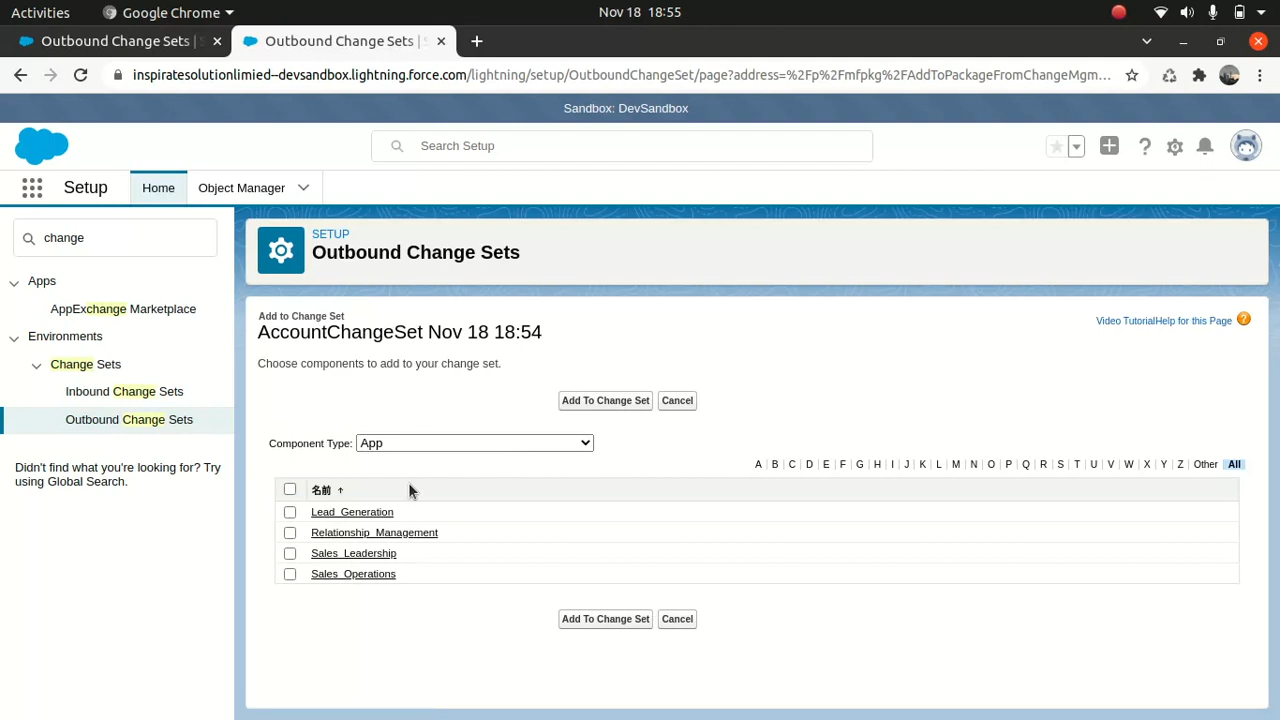 Activities
Google Chrome
Nov 18 18:55
Outbound Change Sets |
Outbound Change Sets |
inspiratesolutionlimied--devsandbox.lightning.force.com/lightning/setup/OutboundChangeSet/page?address=%2Fp%2Fmfpkg%2FAddToPackageFromChangeMgm...
Sandbox: DevSandbox
Search Setup
Setup
Home
Object Manager
change
Apps
AppExchange Marketplace
Environments
Change Sets
Inbound Change Sets
Outbound Change Sets
Didn't find what you're looking for? Try
using Global Search.
SETUP
Outbound Change Sets
Add to Change Set
AccountChangeSet Nov 18 18:54
Video TutorialHelp for this Page ?
Choose components to add to your change set.
Add To Change Set Cancel
Component Type: App
A | B | C | D | E | F | G | H | I | J | K | L | M | N | O | P | Q | R | S | T | U | V | W | X | Y | Z | Other All
名前 ↑
Lead_Generation
Relationship_Management
Sales_Leadership
Sales_Operations
Add To Change Set Cancel